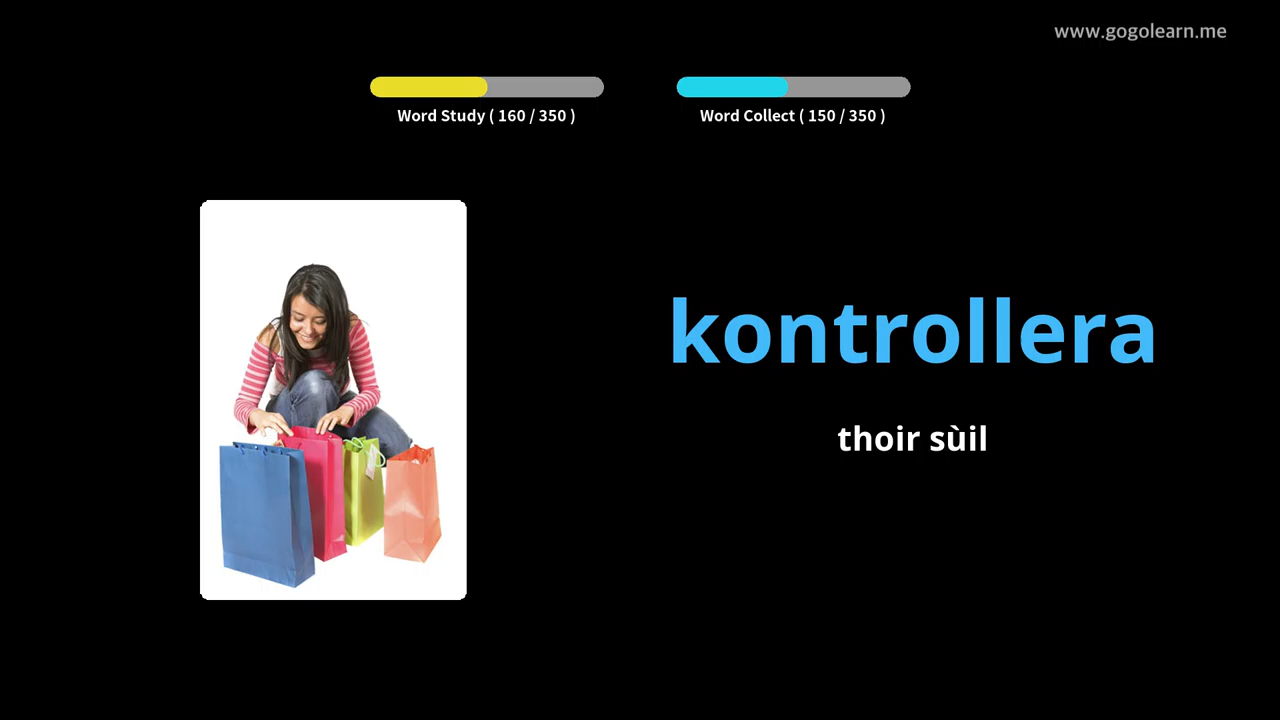 www.gogolearn.me
Word Study ( 160 / 350 )
Word Collect ( 150 / 350 )
kontrollera
thoir sùil